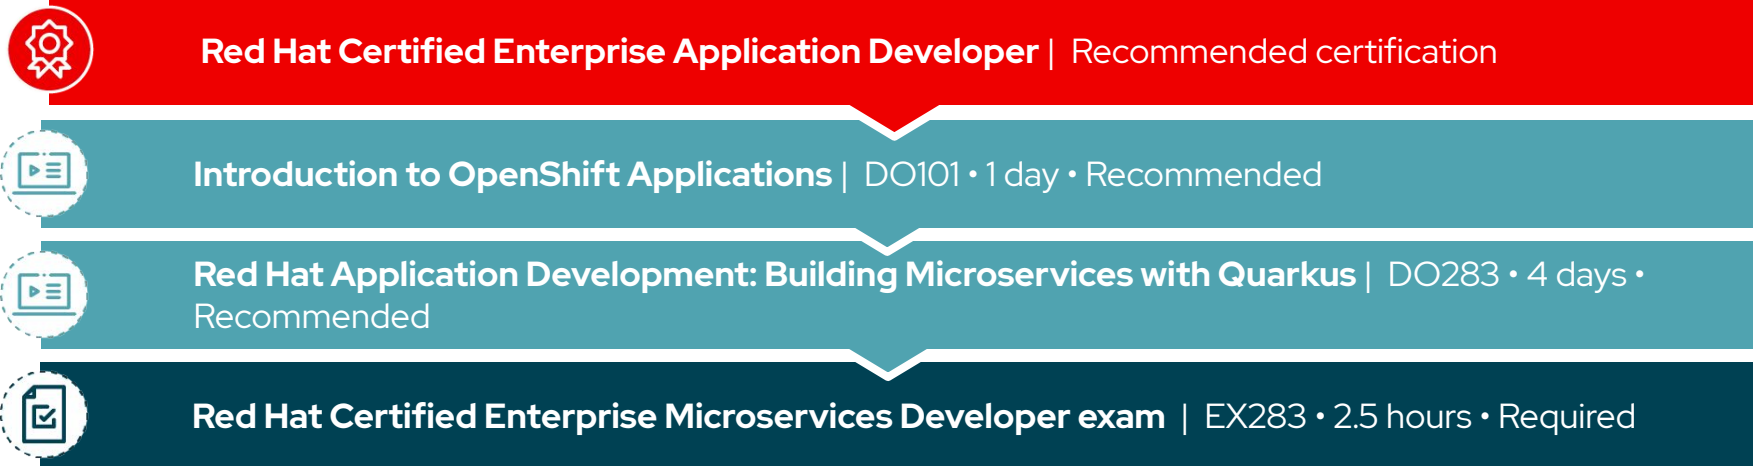 Red Hat Certified Enterprise Application Developer | Recommended certification
Introduction to OpenShift Applications | DO101 • 1 day • Recommended
Red Hat Application Development: Building Microservices with Quarkus | DO283 • 4 days •
Recommended
Red Hat Certified Enterprise Microservices Developer exam | EX283 • 2.5 hours • Required